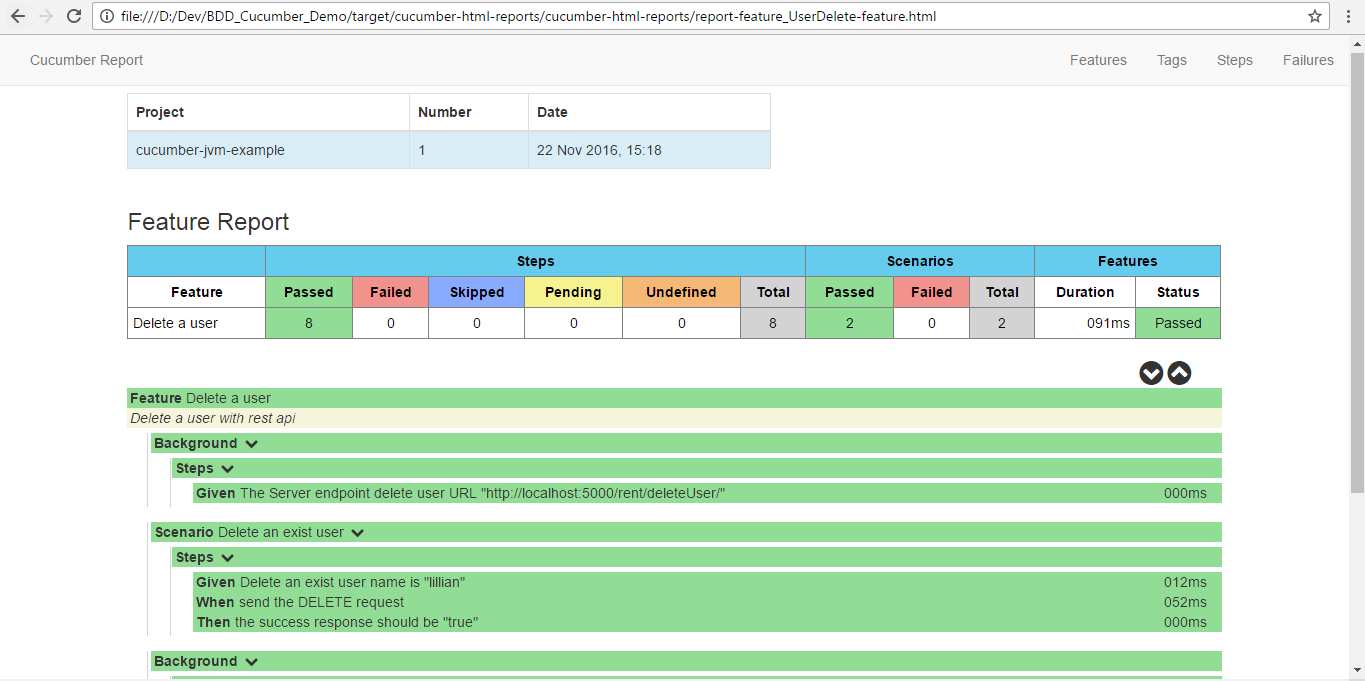 file:///D:/Dev/BDD_Cucumber_Demo/target/cucumber-html-reports/cucumber-html-reports/report-feature_UserDelete-feature.html
Cucumber Report Features Tags Steps Failures
Project Number Date
cucumber-jvm-example 1 22 Nov 2016, 15:18
Feature Report
Steps Scenarios Features
Feature Passed Failed Skipped Pending Undefined Total Passed Failed Total Duration Status
Delete a user 8 0 0 0 0 8 2 0 2 091ms Passed
Feature Delete a user
Delete a user with rest api
Background
Steps
Given The Server endpoint delete user URL "http://localhost:5000/rent/deleteUser/" 000ms
Scenario Delete an exist user
Steps
Given Delete an exist user name is "lillian" 012ms
When send the DELETE request 052ms
Then the success response should be "true" 000ms
Background